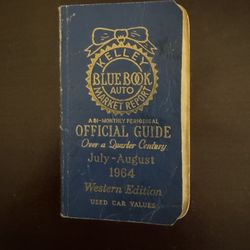 KELLEY
BLUE BOOK
AUTO
MARKET REPORT
A BI-MONTHLY PERIODICAL
OFFICIAL GUIDE
Over a Quarter Century
July-August
1964
Western Edition
USED CAR VALUES